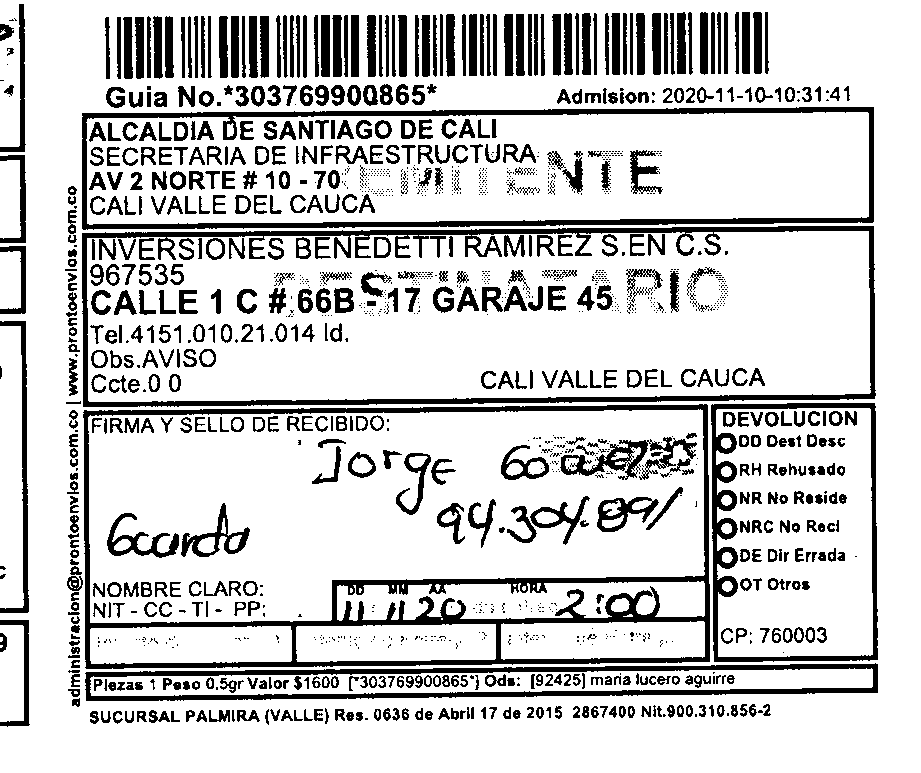 Guia No.*303769900865*
Admision: 2020-11-10-10:31:41
ALCALDIA DE SANTIAGO DE CALI
SECRETARIA DE INFRAESTRUCTURA
REMITENTE
AV 2 NORTE # 10 - 70
CALI VALLE DEL CAUCA
INVERSIONES BENEDETTI RAMIREZ S.EN C.S.
967535
DESTINATARIO
CALLE 1 C # 66B - 17 GARAJE 45
Tel.4151.010.21.014 Id.
Obs.AVISO
Ccte.0 0
CALI VALLE DEL CAUCA
administracion@prontoenvios.com.co | www.prontoenvios.com.co
FIRMA Y SELLO DE RECIBIDO:
Jorge
94.304.891
NOMBRE CLARO:
NIT - CC - TI - PP:
DD MM AA HORA
11 11 20 2:00
DEVOLUCION
DD Dest Desc
RH Rehusado
NR No Reside
NRC No Recl
DE Dir Errada
OT Otros
CP: 760003
Piezas 1 Peso 0.5gr Valor $1600 [*303769900865*] Ods: [92425] maria lucero aguirre
SUCURSAL PALMIRA (VALLE) Res. 0636 de Abril 17 de 2015 2867400 Nit.900.310.856-2